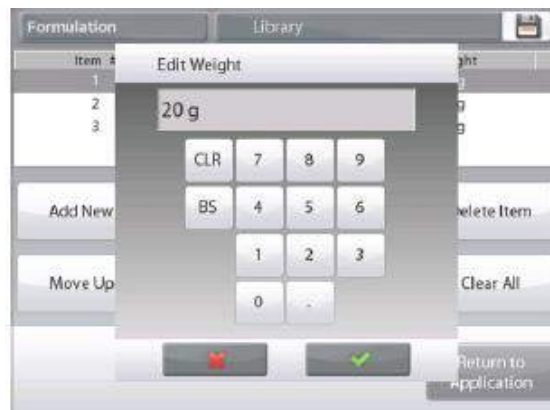 Formulation Library
Item #
Edit Weight
1
2
3
20 g
CLR 7 8 9
BS 4 5 6
1 2 3
0 .
Add New
Delete Item
Move Up
Clear All
Return to
Application